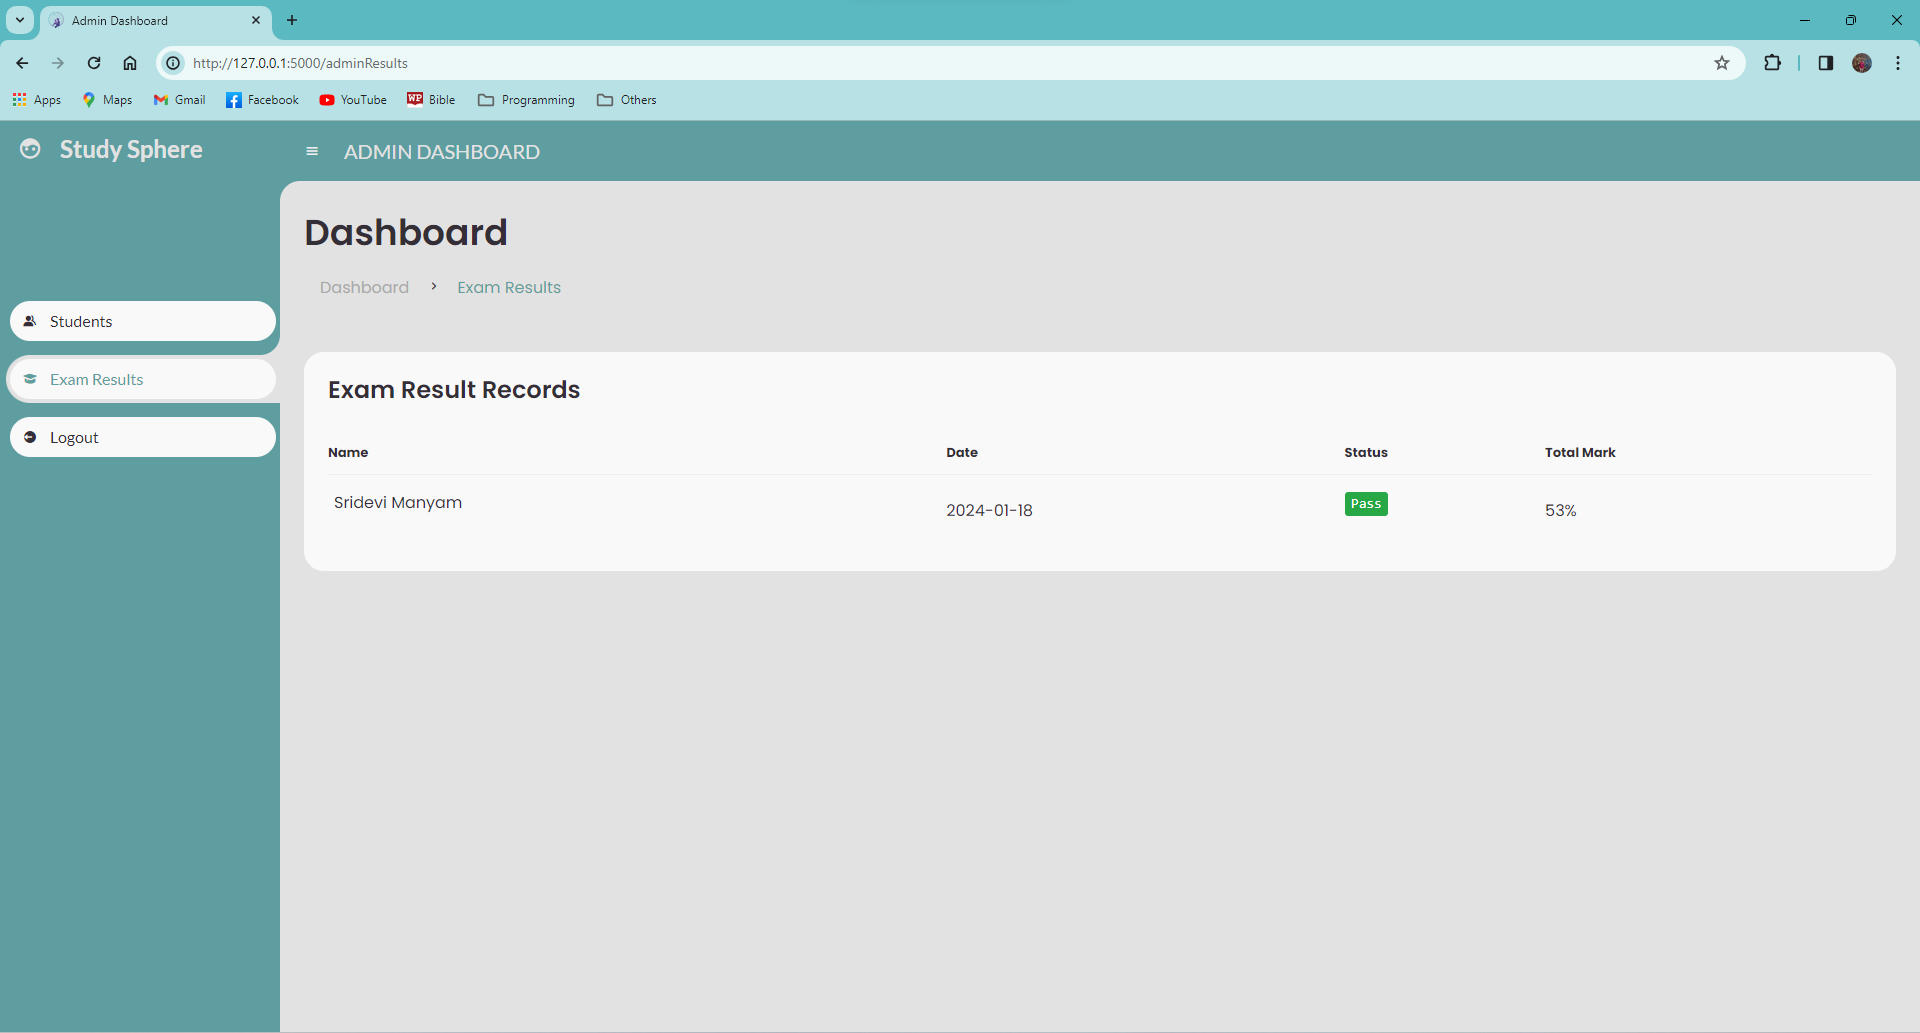 Admin Dashboard
http://127.0.0.1:5000/adminResults
Apps Maps Gmail Facebook YouTube Bible Programming Others
Study Sphere
ADMIN DASHBOARD
Dashboard
Dashboard > Exam Results
Students
Exam Results
Logout
Exam Result Records
Name Date Status Total Mark
Sridevi Manyam 2024-01-18 Pass 53%